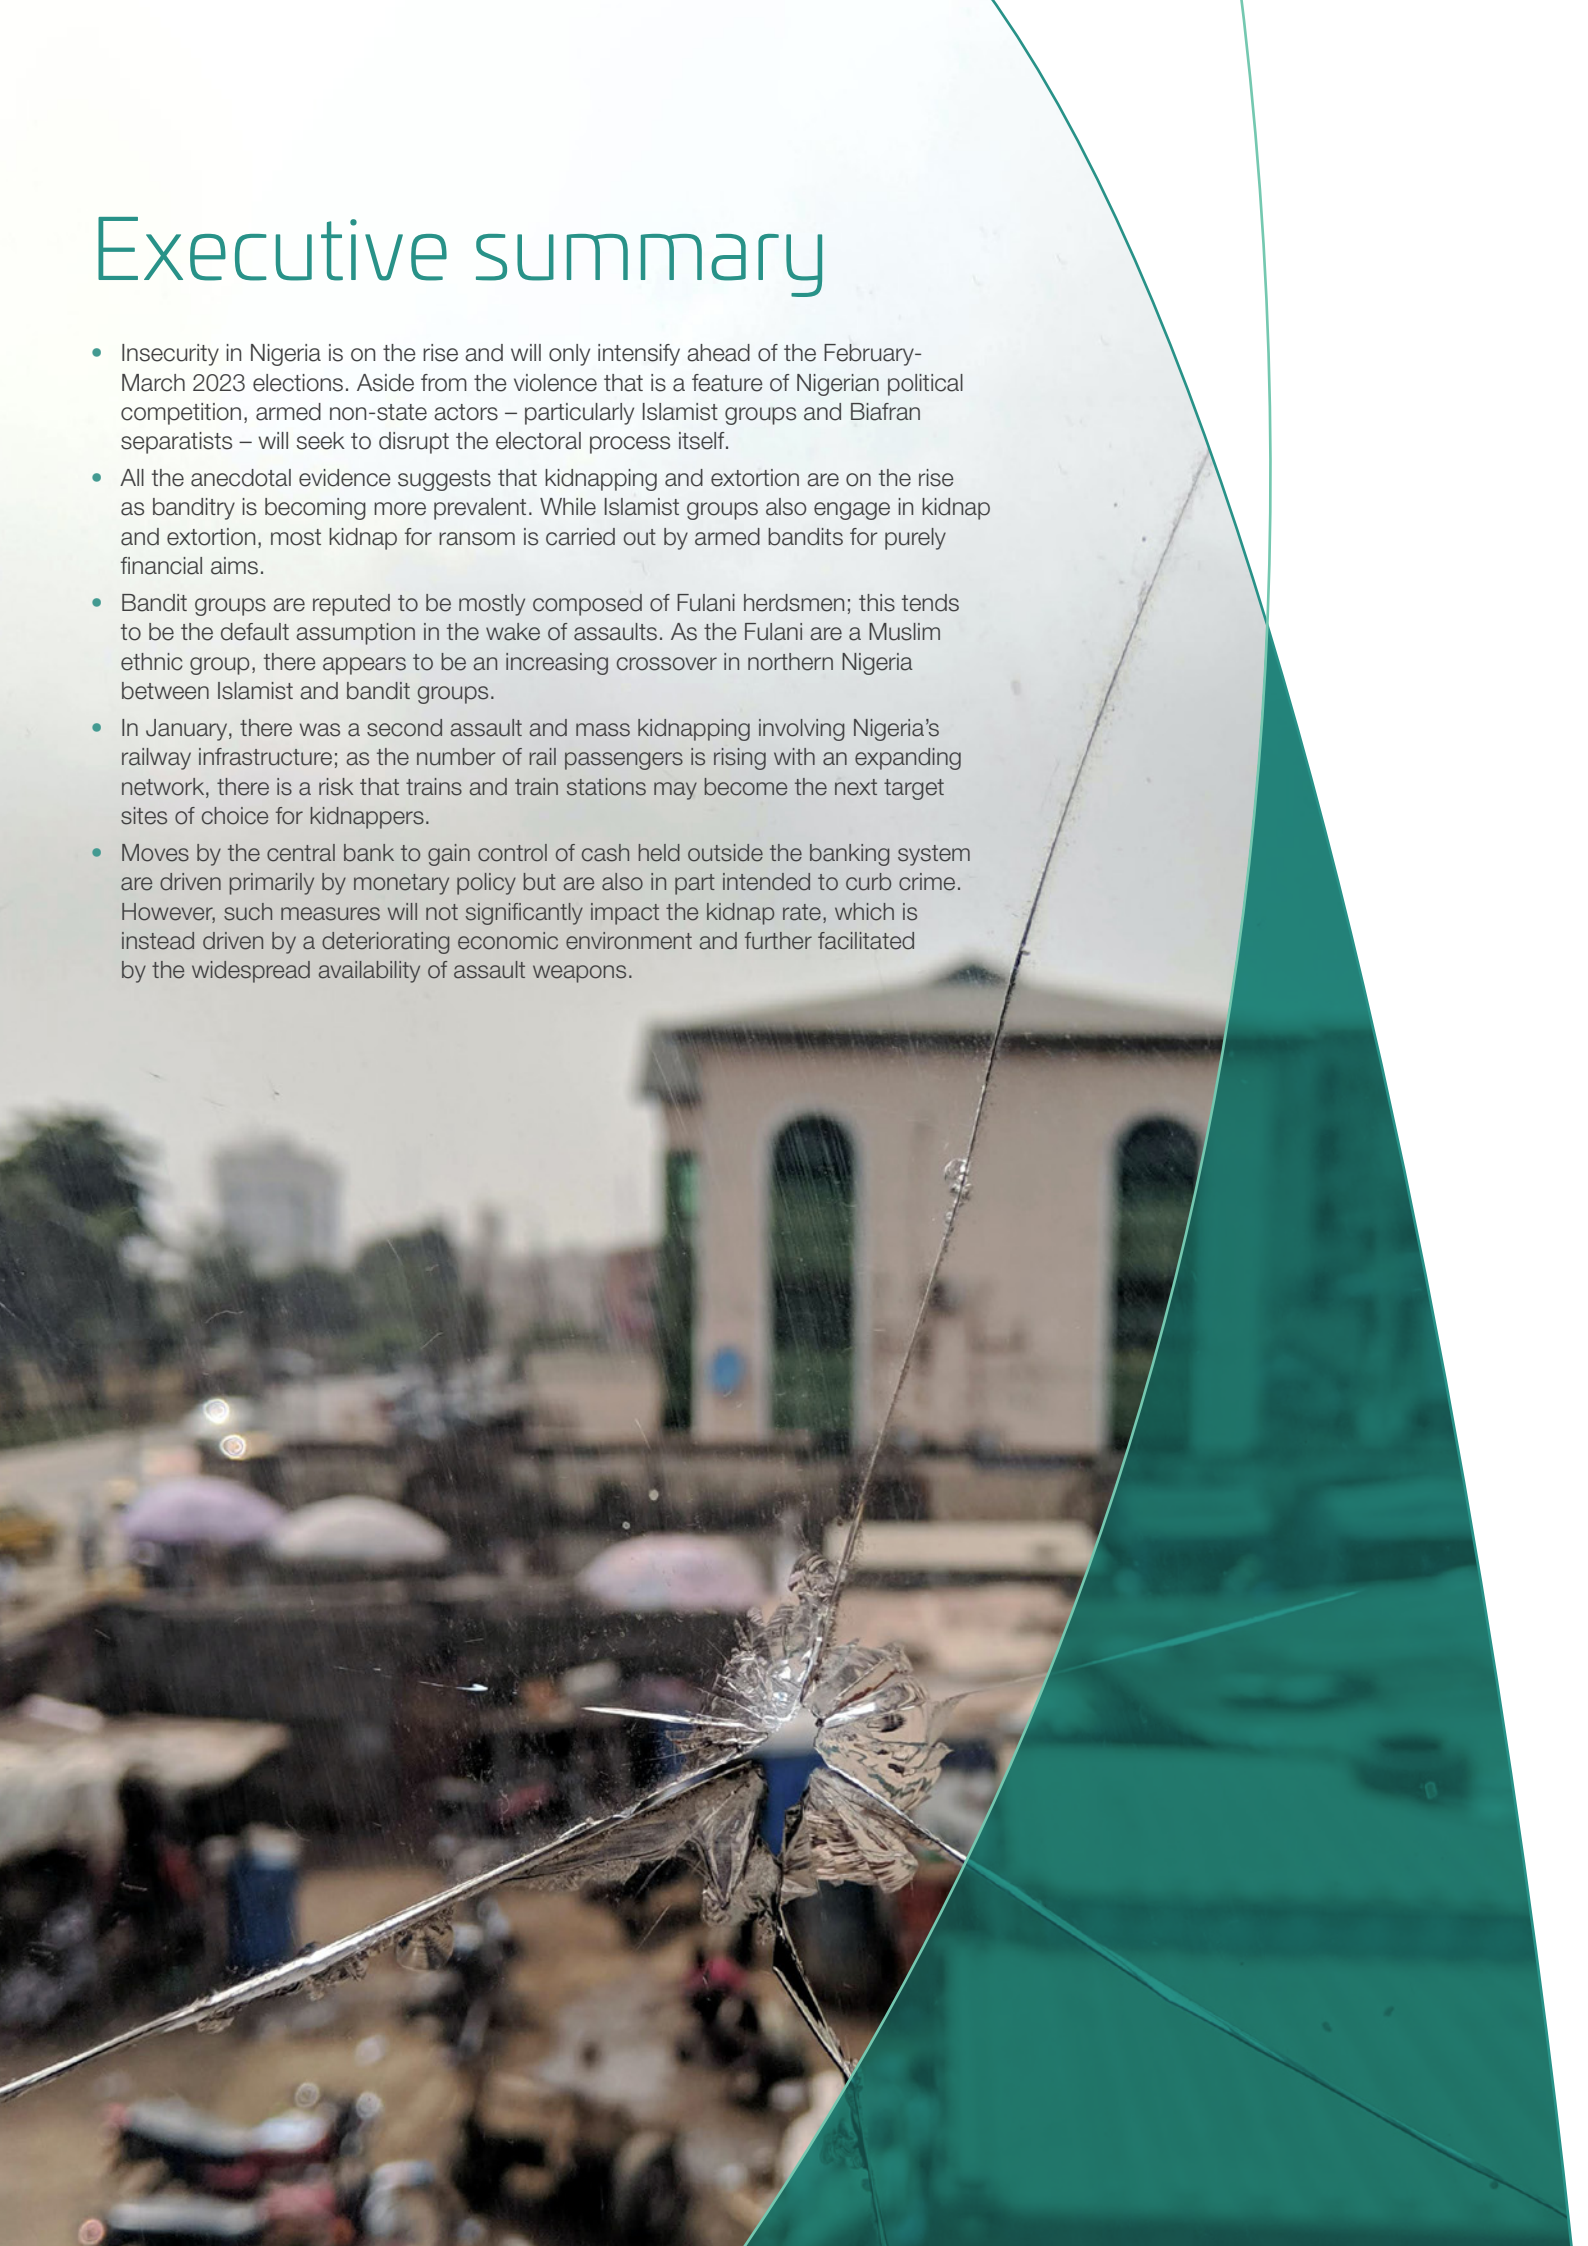 Executive summary
• Insecurity in Nigeria is on the rise and will only intensify ahead of the February-
March 2023 elections. Aside from the violence that is a feature of Nigerian political
competition, armed non-state actors – particularly Islamist groups and Biafran
separatists – will seek to disrupt the electoral process itself.
• All the anecdotal evidence suggests that kidnapping and extortion are on the rise
as banditry is becoming more prevalent. While Islamist groups also engage in kidnap
and extortion, most kidnap for ransom is carried out by armed bandits for purely
financial aims.
• Bandit groups are reputed to be mostly composed of Fulani herdsmen; this tends
to be the default assumption in the wake of assaults. As the Fulani are a Muslim
ethnic group, there appears to be an increasing crossover in northern Nigeria
between Islamist and bandit groups.
• In January, there was a second assault and mass kidnapping involving Nigeria’s
railway infrastructure; as the number of rail passengers is rising with an expanding
network, there is a risk that trains and train stations may become the next target
sites of choice for kidnappers.
• Moves by the central bank to gain control of cash held outside the banking system
are driven primarily by monetary policy but are also in part intended to curb crime.
However, such measures will not significantly impact the kidnap rate, which is
instead driven by a deteriorating economic environment and further facilitated
by the widespread availability of assault weapons.